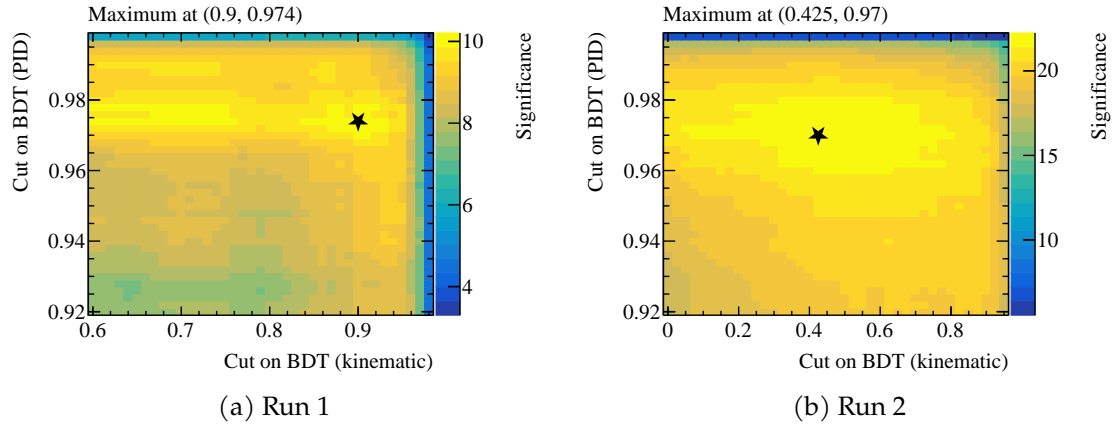 Maximum at (0.9, 0.974)
Cut on BDT (PID)
0.98
0.96
0.94
0.92
0.6
0.7
0.8
0.9
Cut on BDT (kinematic)
10
8
6
4
Significance
(a) Run 1
Maximum at (0.425, 0.97)
Cut on BDT (PID)
0.98
0.96
0.94
0.92
0
0.2
0.4
0.6
0.8
Cut on BDT (kinematic)
20
15
10
Significance
(b) Run 2